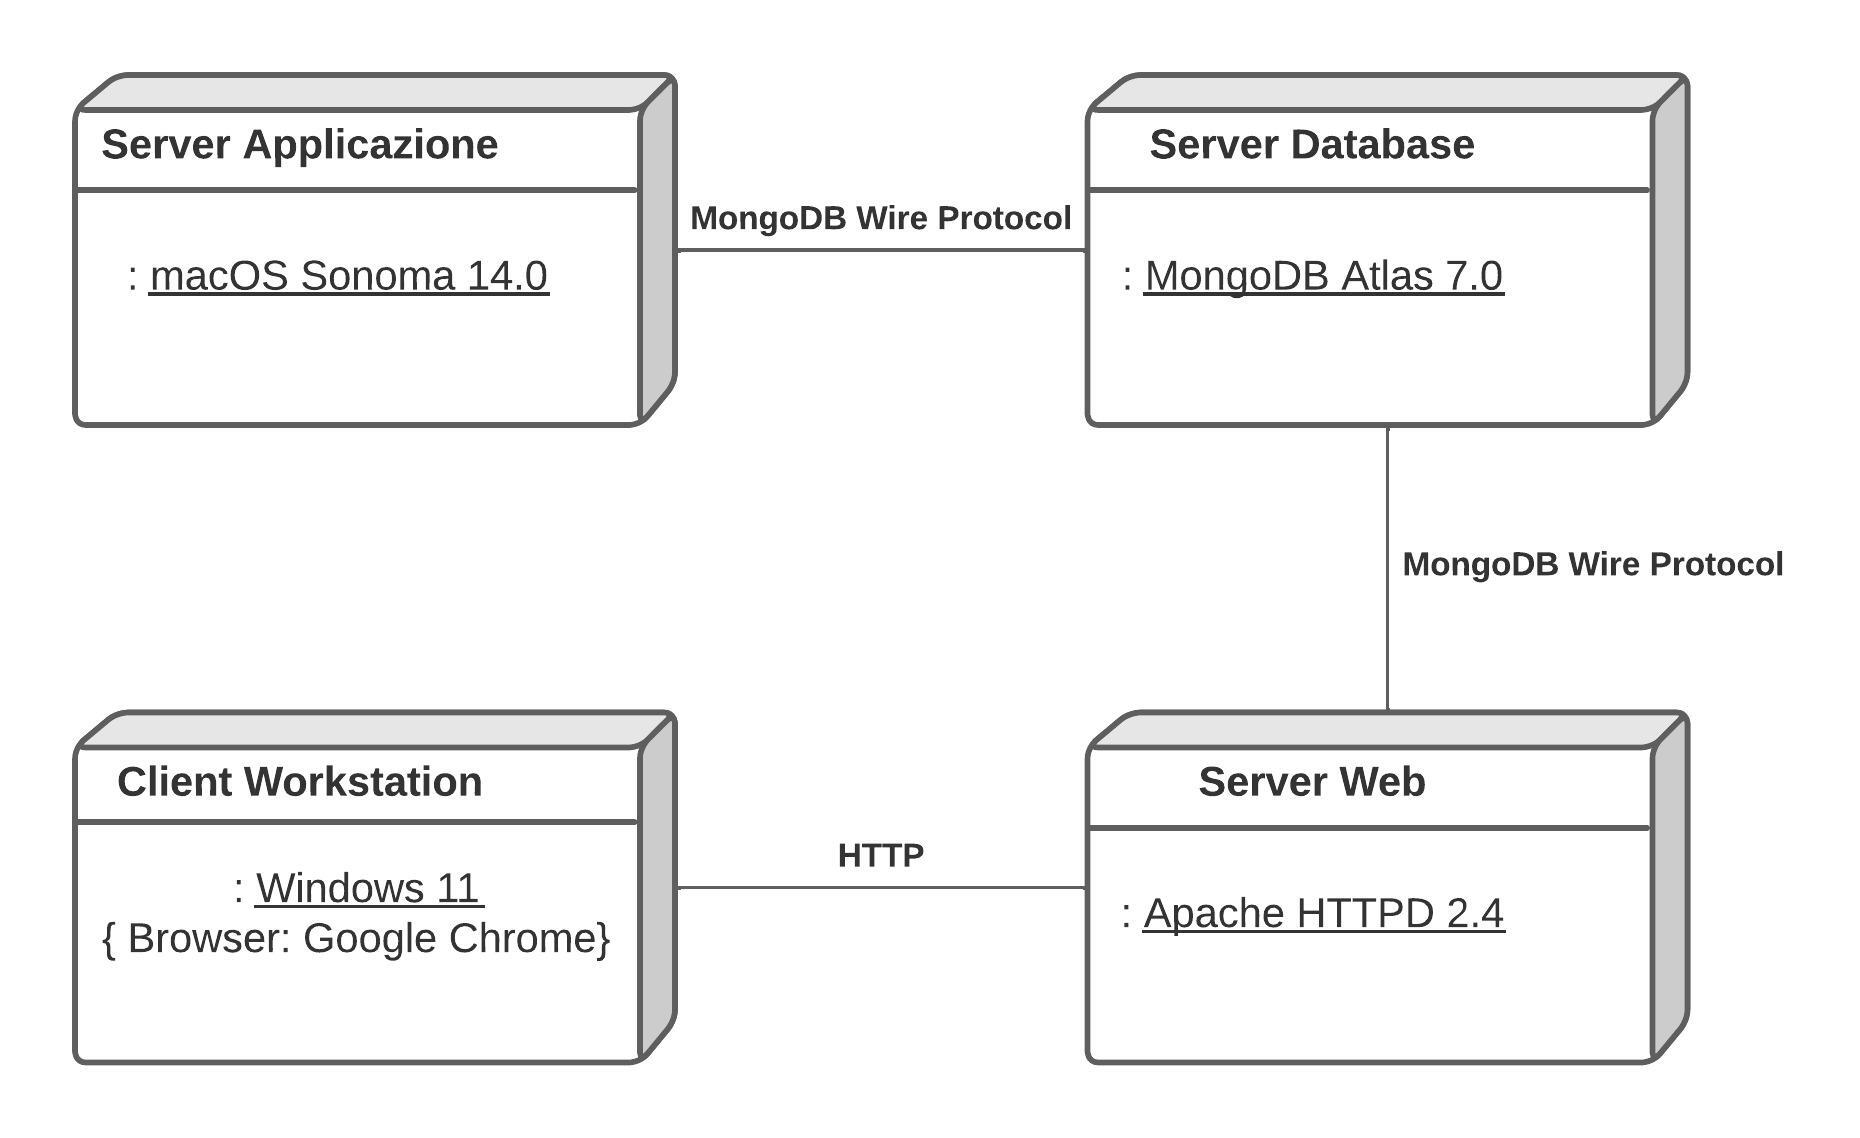 Server Applicazione
: macOS Sonoma 14.0
MongoDB Wire Protocol
Server Database
: MongoDB Atlas 7.0
MongoDB Wire Protocol
Client Workstation
: Windows 11
{ Browser: Google Chrome}
HTTP
Server Web
: Apache HTTPD 2.4